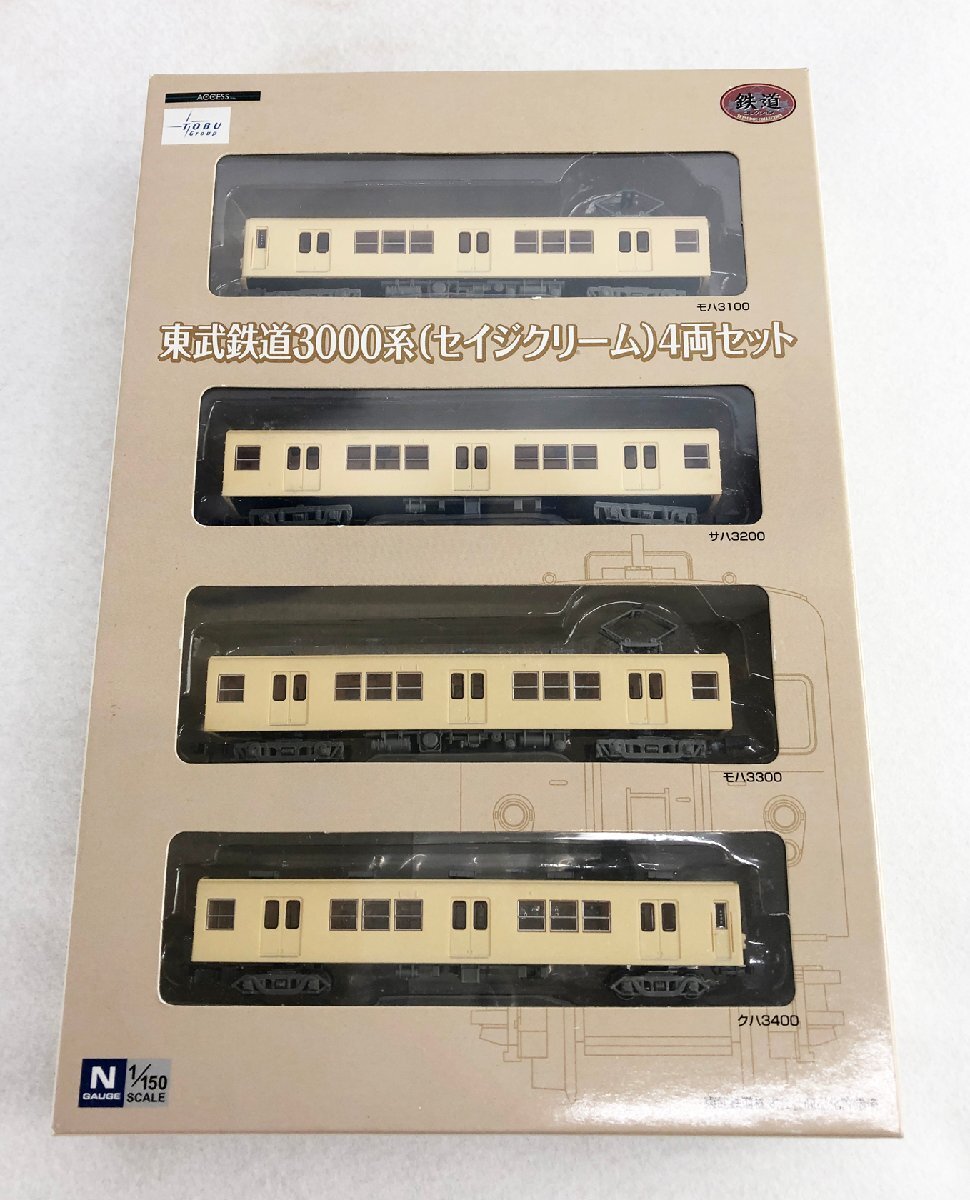 ACCESS
TOBU
Group
鉄道
モハ3100
東武鉄道3000系(セイジクリーム)4両セット
サハ3200
モハ3300
クハ3400
N
GAUGE
1/150
SCALE